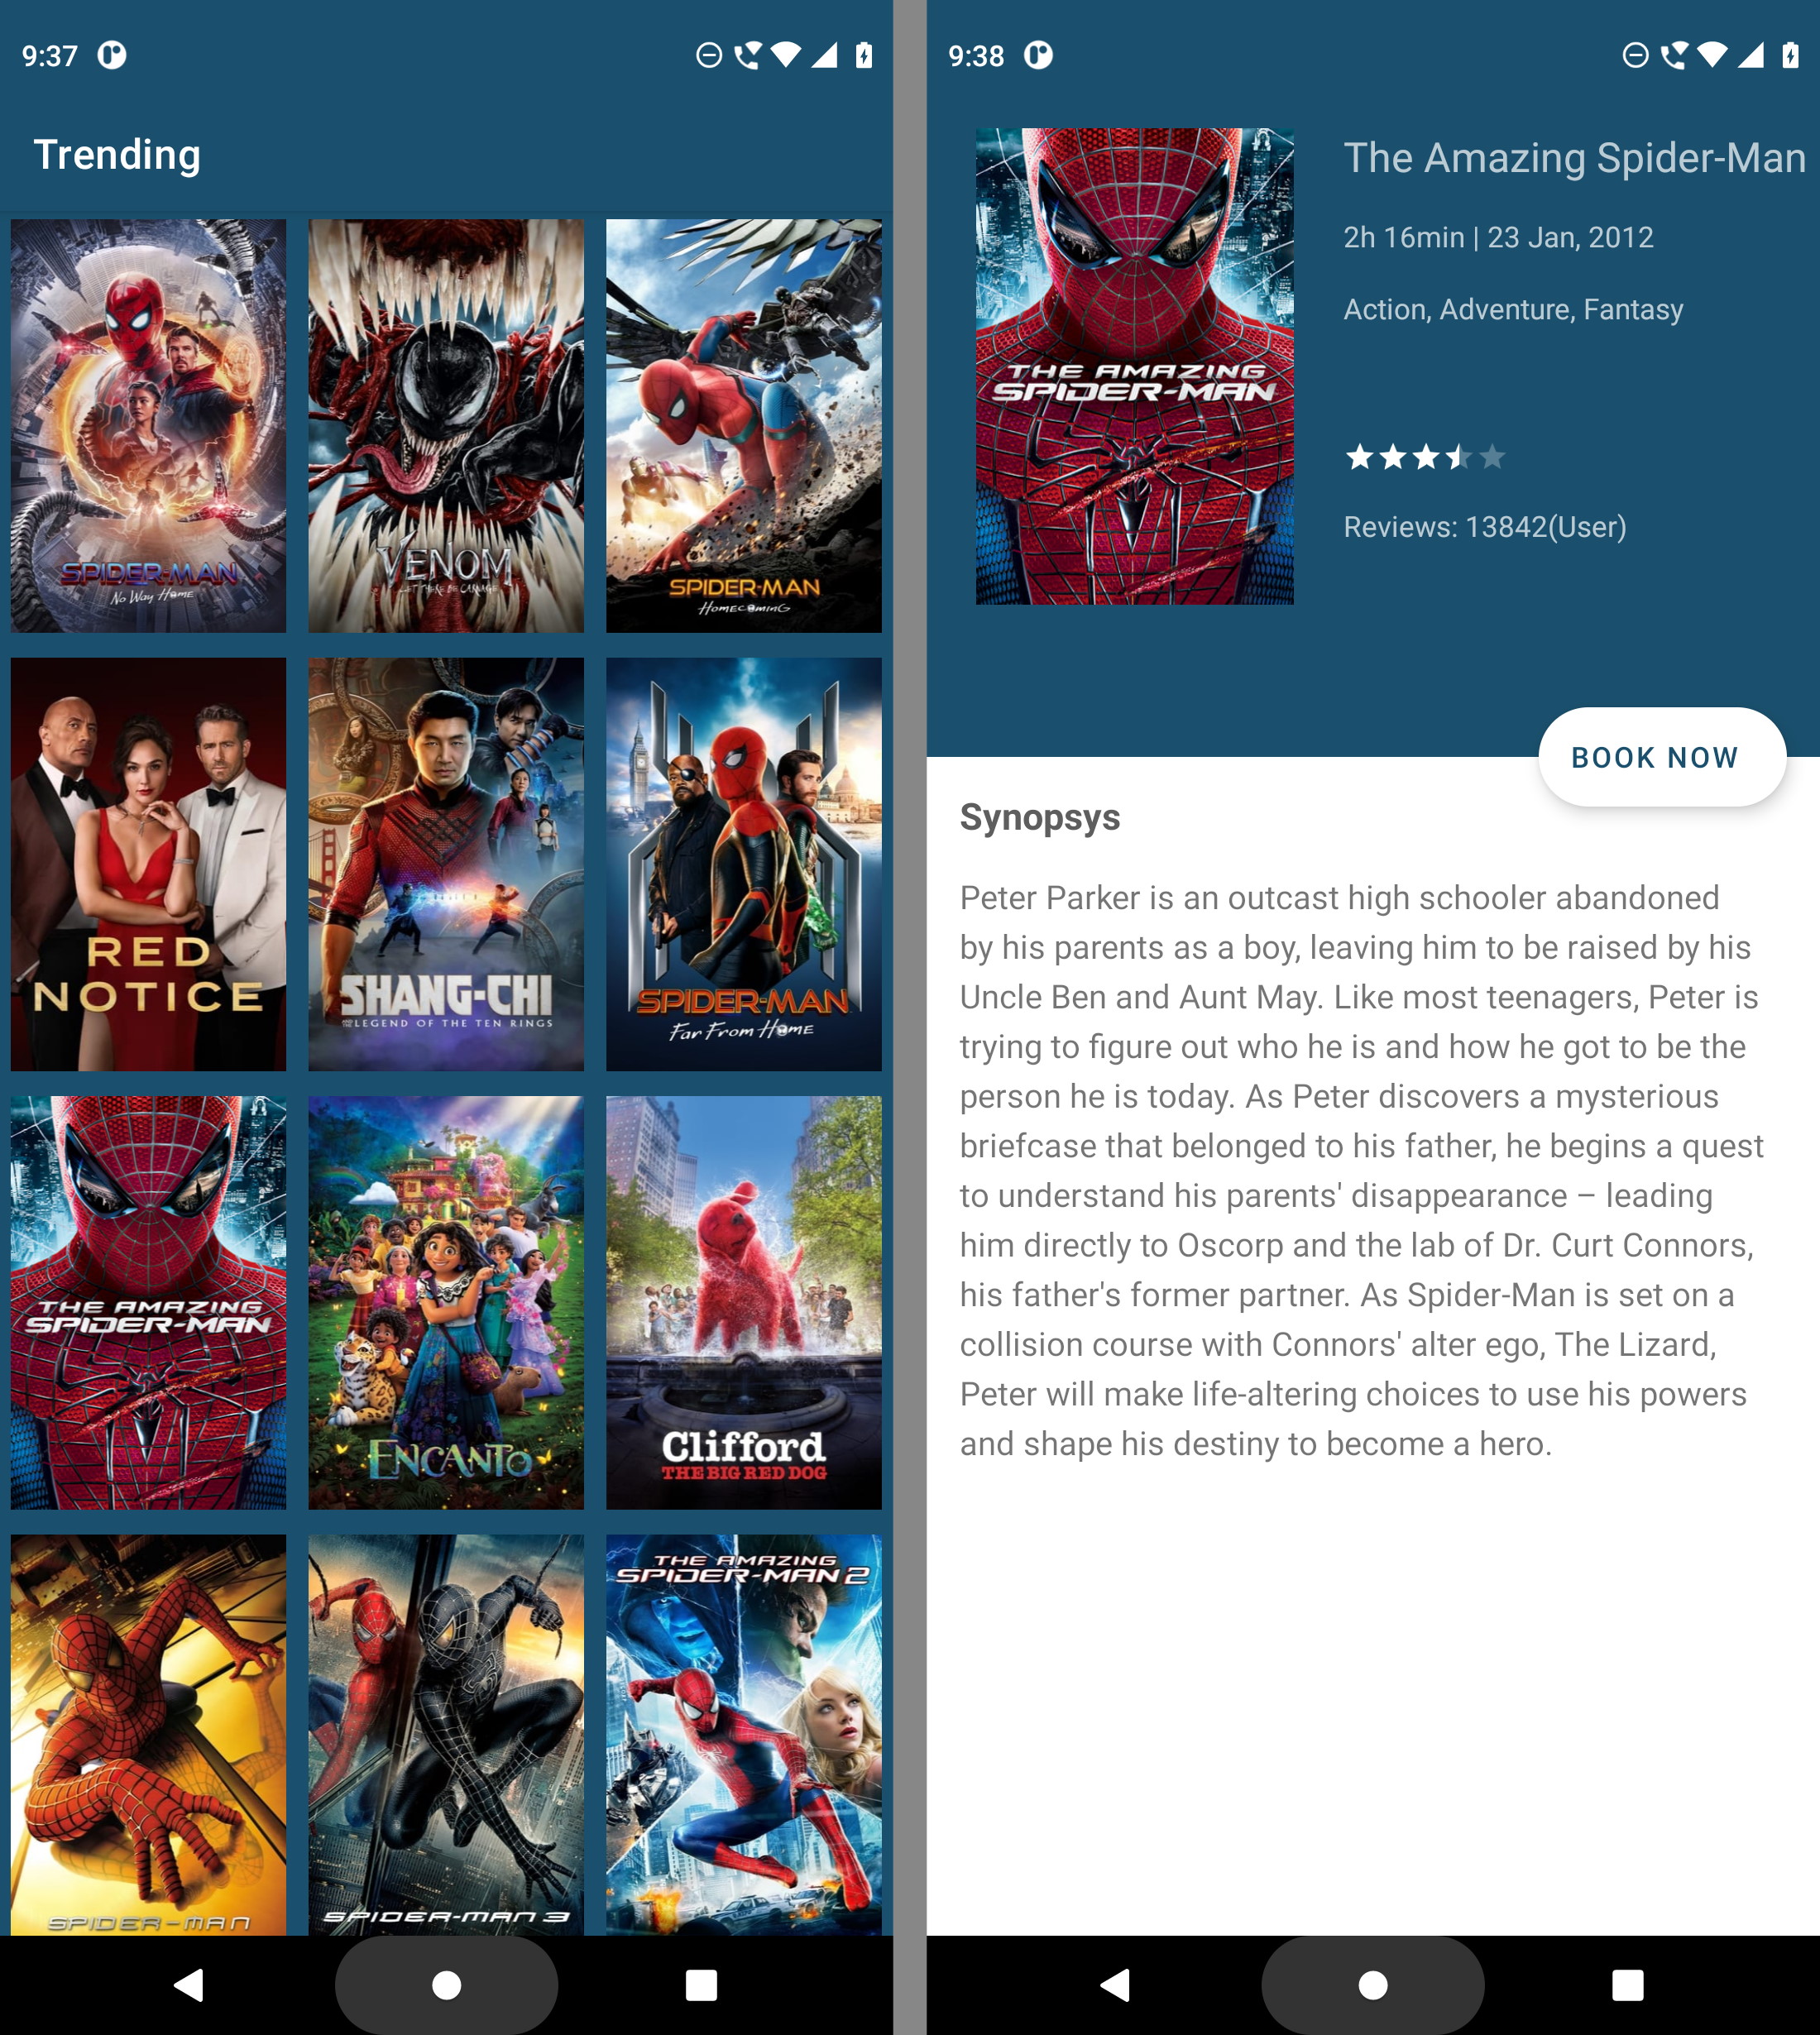 9:37
Trending
SPIDER-MAN
No Way Home
VENOM
LET THERE BE CARNAGE
SPIDER-MAN
HOMECOMING
RED
NOTICE
SHANG-CHI
AND THE LEGEND OF THE TEN RINGS
SPIDER-MAN
Far From Home
THE AMAZING
SPIDER-MAN
ENCANTO
Clifford
THE BIG RED DOG
SPIDER-MAN
SPIDER-MAN 3
THE AMAZING
SPIDER-MAN 2
9:38
THE AMAZING
SPIDER-MAN
The Amazing Spider-Man
2h 16min | 23 Jan, 2012
Action, Adventure, Fantasy
Reviews: 13842(User)
BOOK NOW
Synopsys
Peter Parker is an outcast high schooler abandoned
by his parents as a boy, leaving him to be raised by his
Uncle Ben and Aunt May. Like most teenagers, Peter is
trying to figure out who he is and how he got to be the
person he is today. As Peter discovers a mysterious
briefcase that belonged to his father, he begins a quest
to understand his parents' disappearance – leading
him directly to Oscorp and the lab of Dr. Curt Connors,
his father's former partner. As Spider-Man is set on a
collision course with Connors' alter ego, The Lizard,
Peter will make life-altering choices to use his powers
and shape his destiny to become a hero.